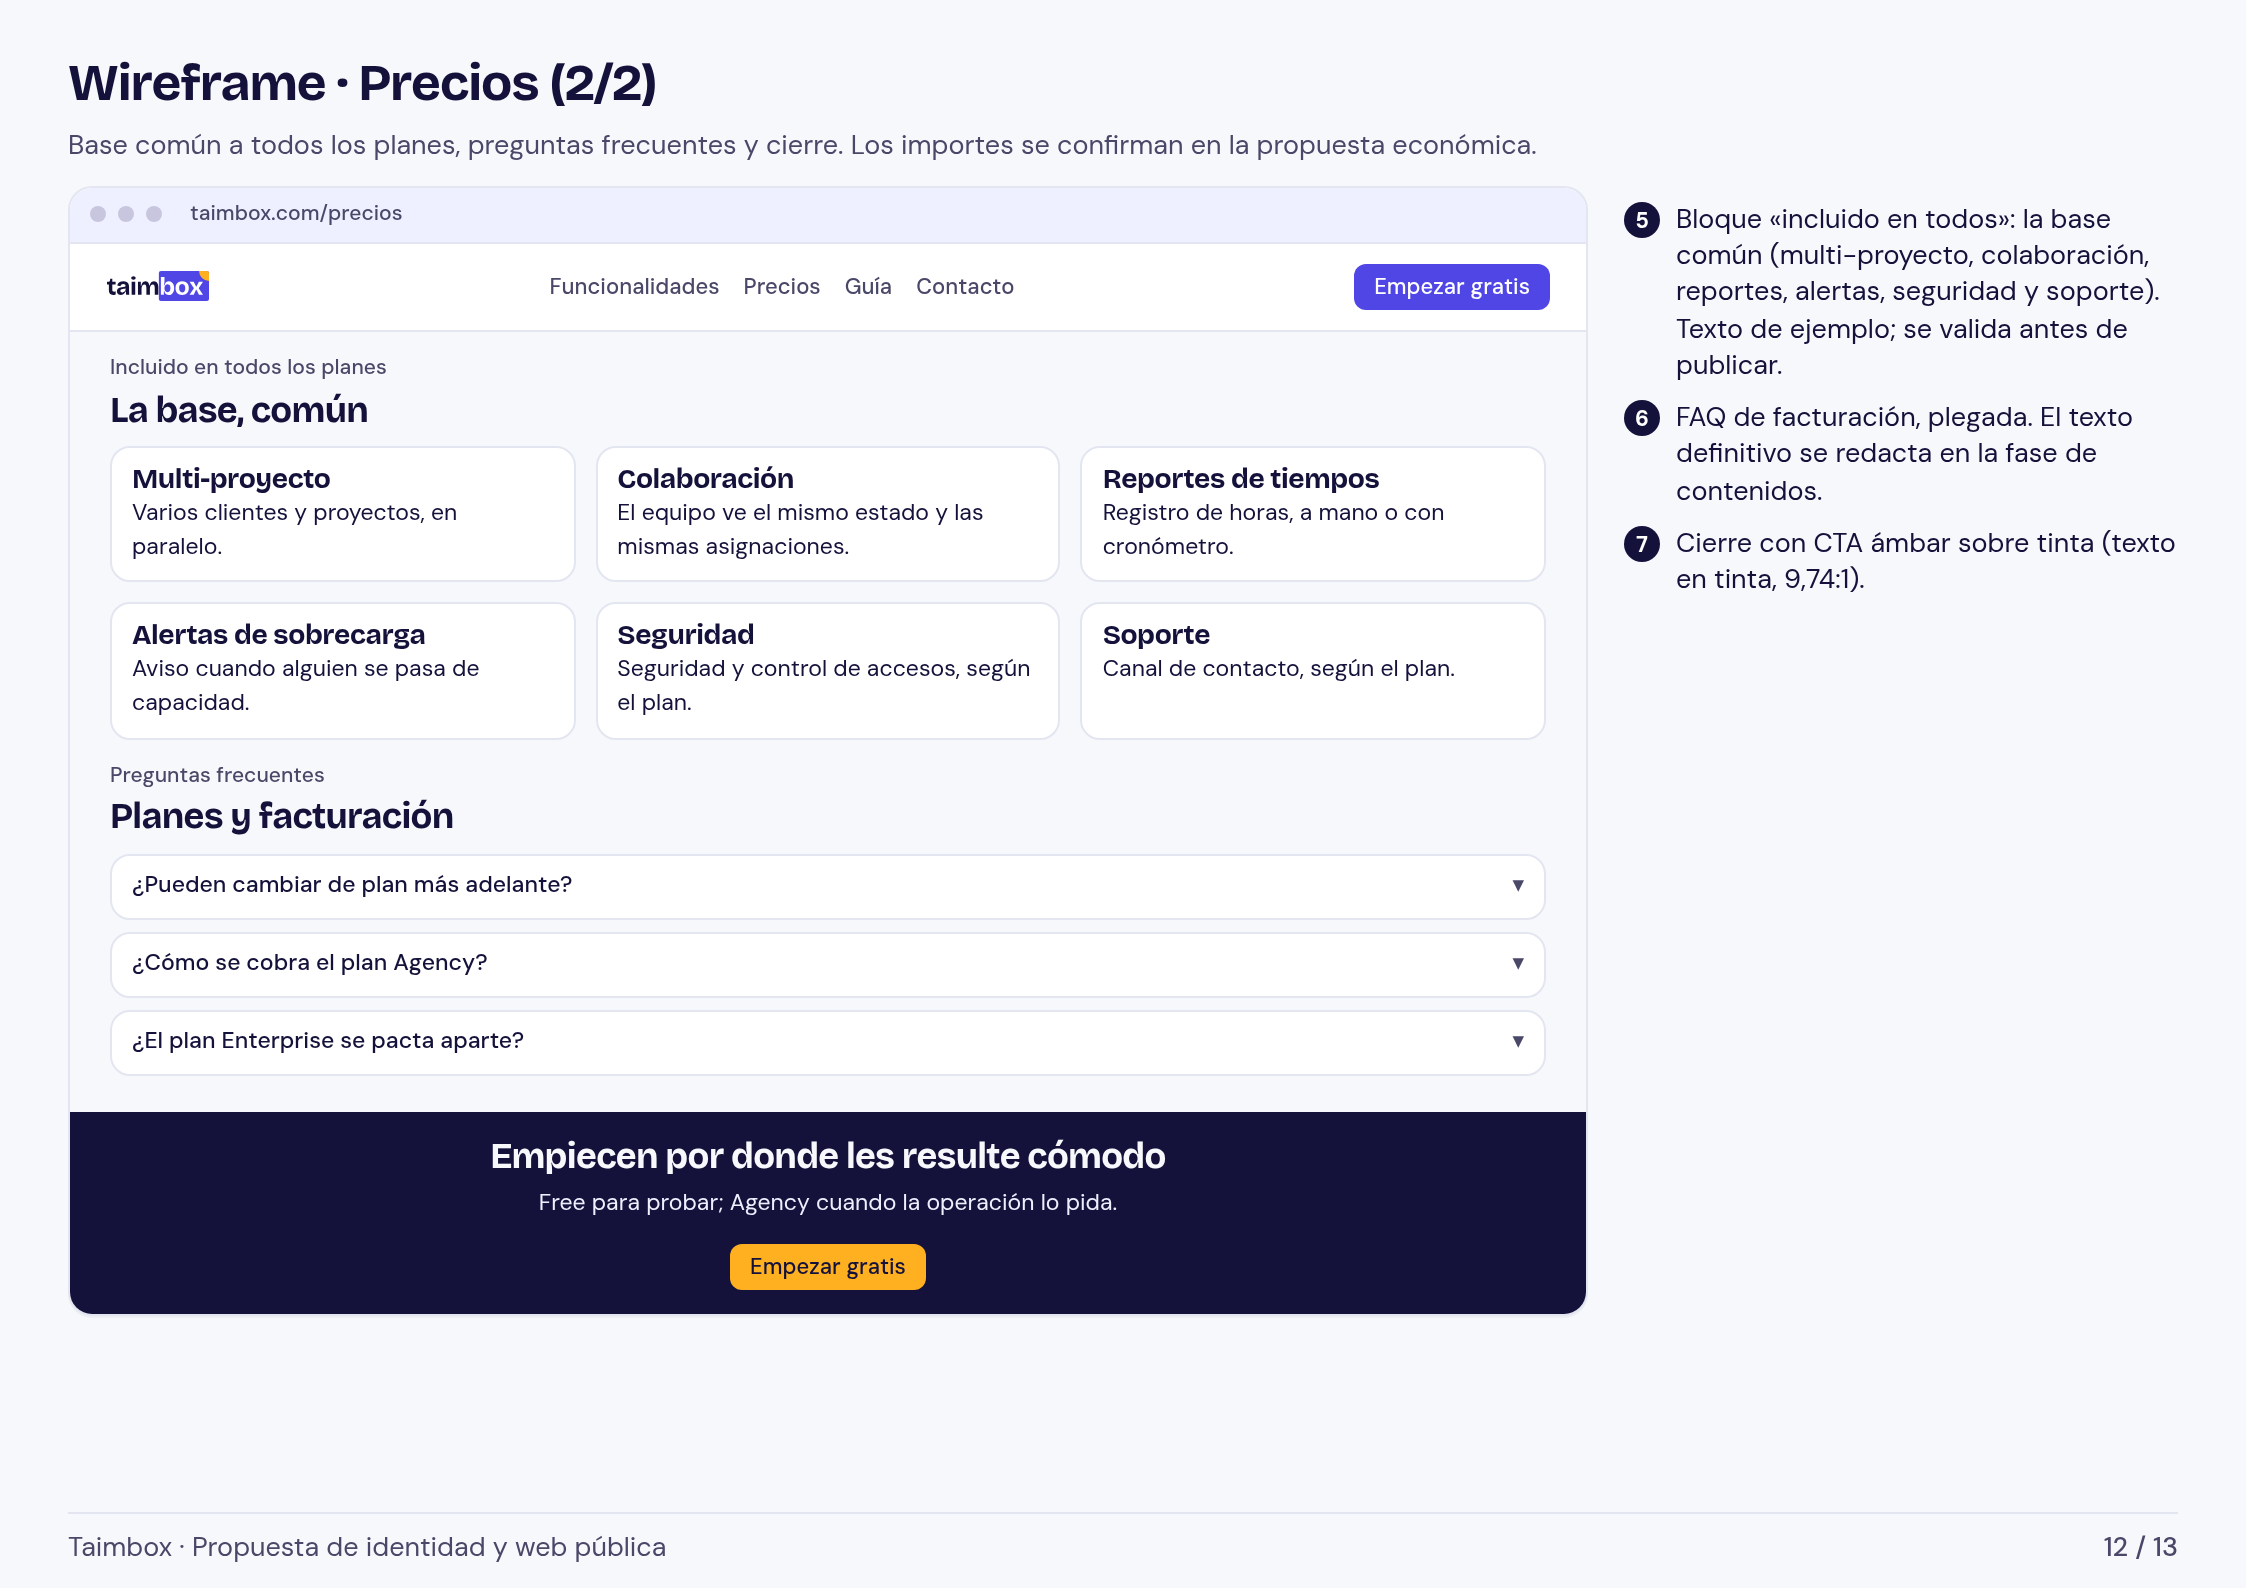 Wireframe · Precios (2/2)
Base común a todos los planes, preguntas frecuentes y cierre. Los importes se confirman en la propuesta económica.
taimbox.com/precios
taimbox
Funcionalidades
Precios
Guía
Contacto
Empezar gratis
Incluido en todos los planes
La base, común
Multi-proyecto
Varios clientes y proyectos, en
paralelo.
Colaboración
El equipo ve el mismo estado y las
mismas asignaciones.
Reportes de tiempos
Registro de horas, a mano o con
cronómetro.
Alertas de sobrecarga
Aviso cuando alguien se pasa de
capacidad.
Seguridad
Seguridad y control de accesos, según
el plan.
Soporte
Canal de contacto, según el plan.
Preguntas frecuentes
Planes y facturación
¿Pueden cambiar de plan más adelante?
¿Cómo se cobra el plan Agency?
¿El plan Enterprise se pacta aparte?
Empiecen por donde les resulte cómodo
Free para probar; Agency cuando la operación lo pida.
Empezar gratis
5 Bloque «incluido en todos»: la base
común (multi-proyecto, colaboración,
reportes, alertas, seguridad y soporte).
Texto de ejemplo; se valida antes de
publicar.
6 FAQ de facturación, plegada. El texto
definitivo se redacta en la fase de
contenidos.
7 Cierre con CTA ámbar sobre tinta (texto
en tinta, 9,74:1).
Taimbox · Propuesta de identidad y web pública
12 / 13